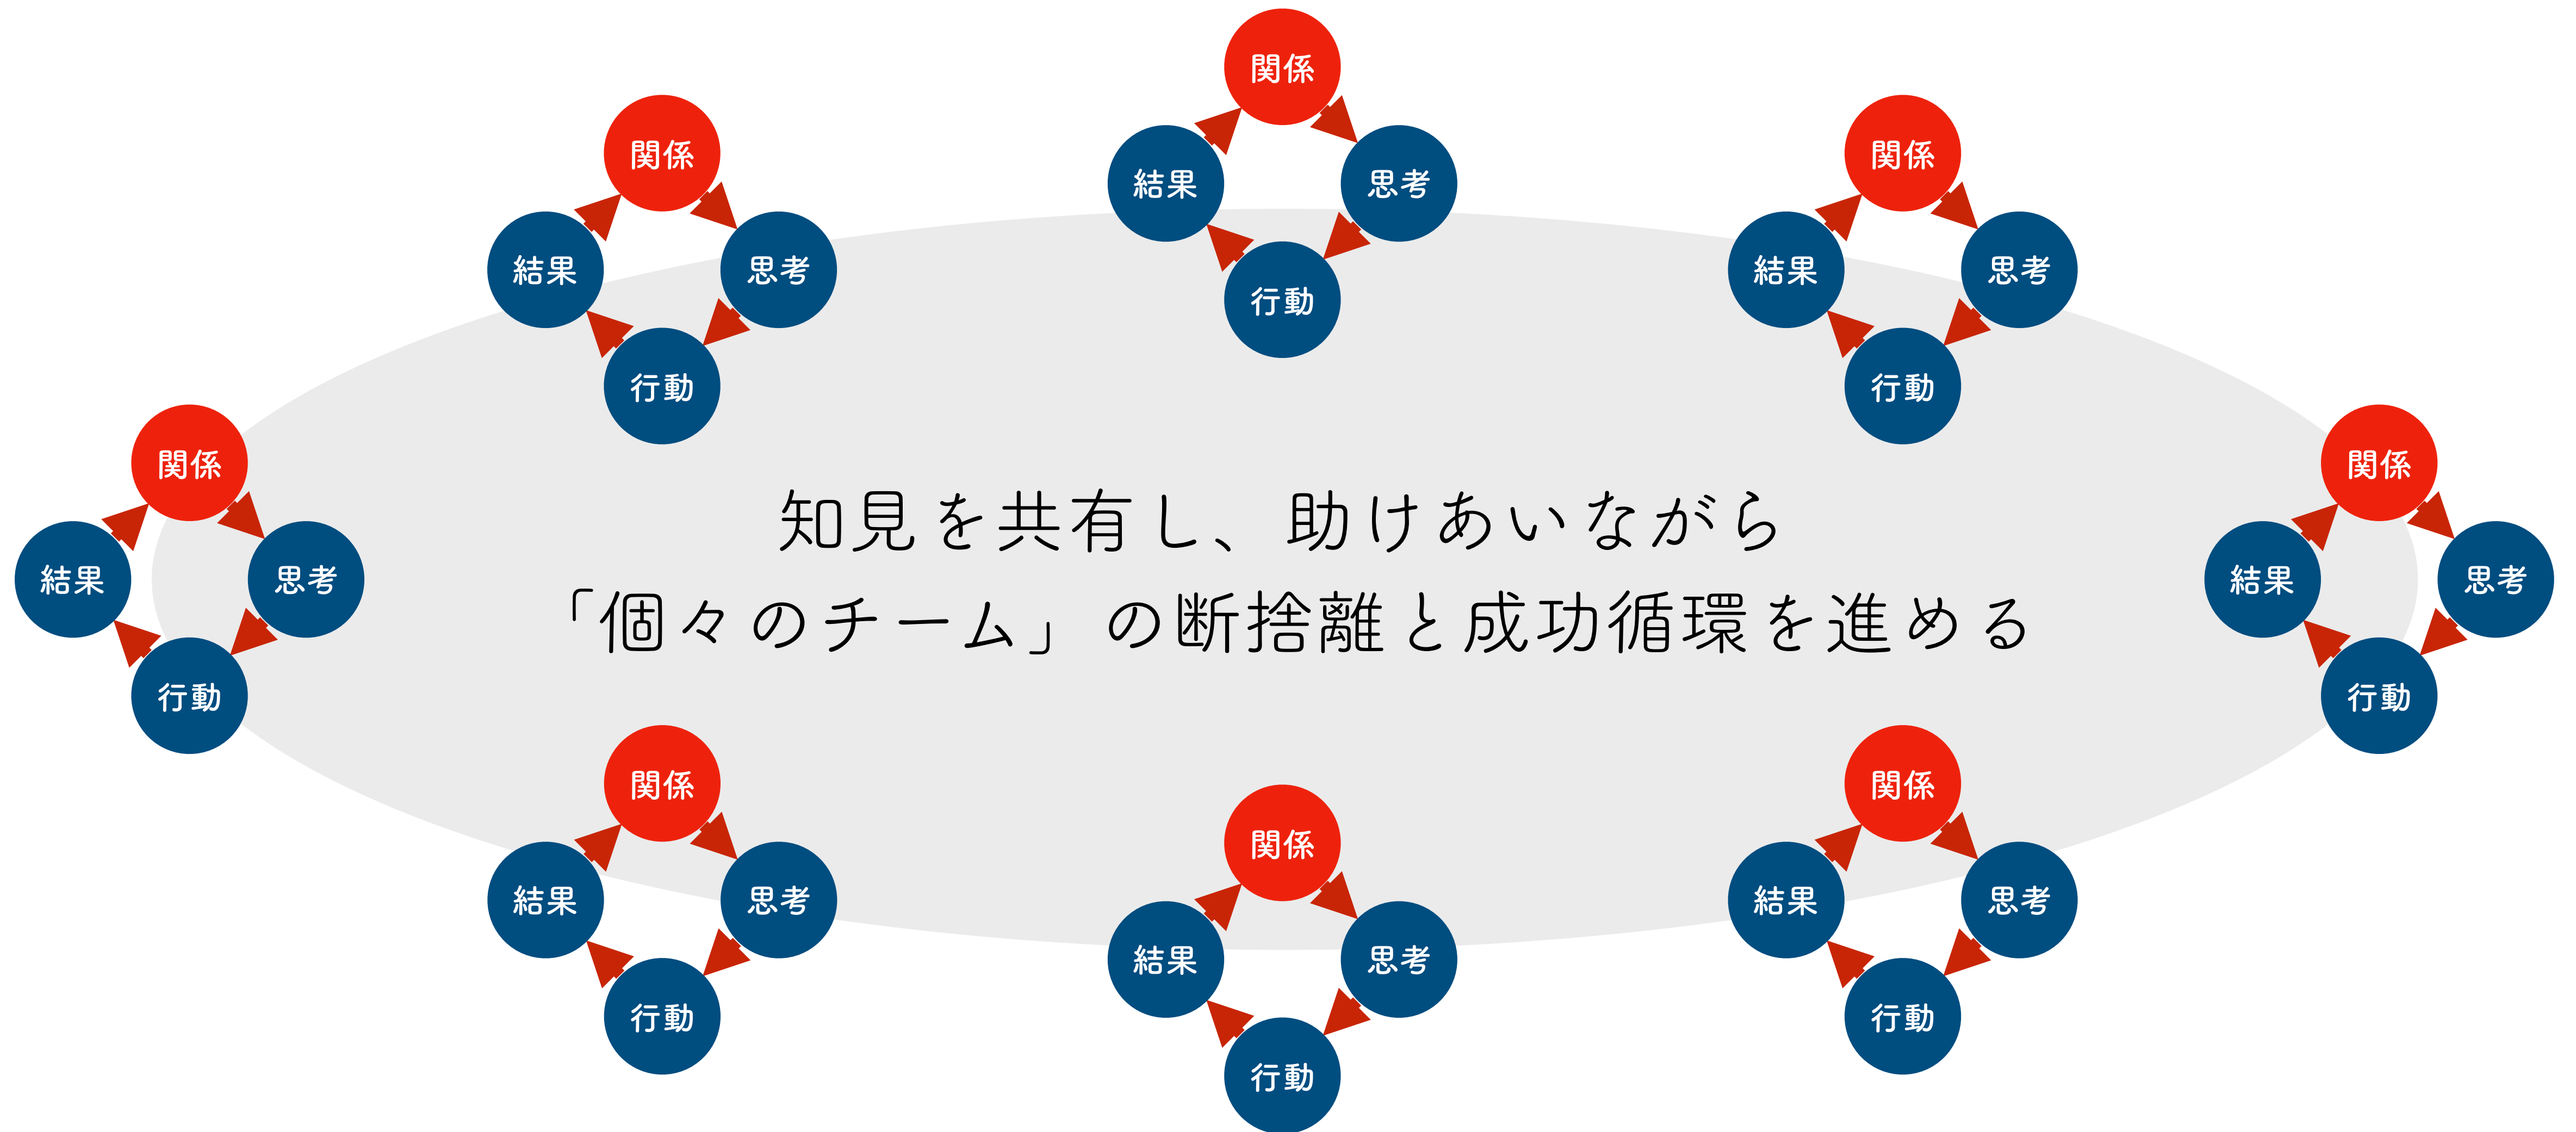 関係
結果
思考
行動
関係
結果
思考
行動
関係
結果
思考
行動
関係
結果
思考
行動
関係
結果
思考
行動
知見を共有し、助けあいながら
「個々のチーム」の断捨離と成功循環を進める
関係
結果
思考
行動
関係
結果
思考
行動
関係
結果
思考
行動